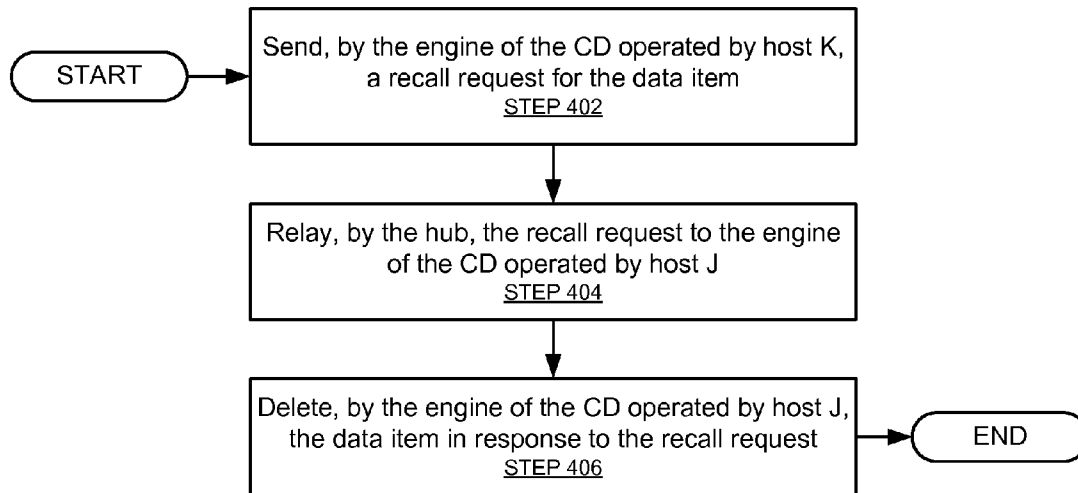 START
Send, by the engine of the CD operated by host K,
a recall request for the data item
STEP 402
Relay, by the hub, the recall request to the engine
of the CD operated by host J
STEP 404
Delete, by the engine of the CD operated by host J,
the data item in response to the recall request
STEP 406
END